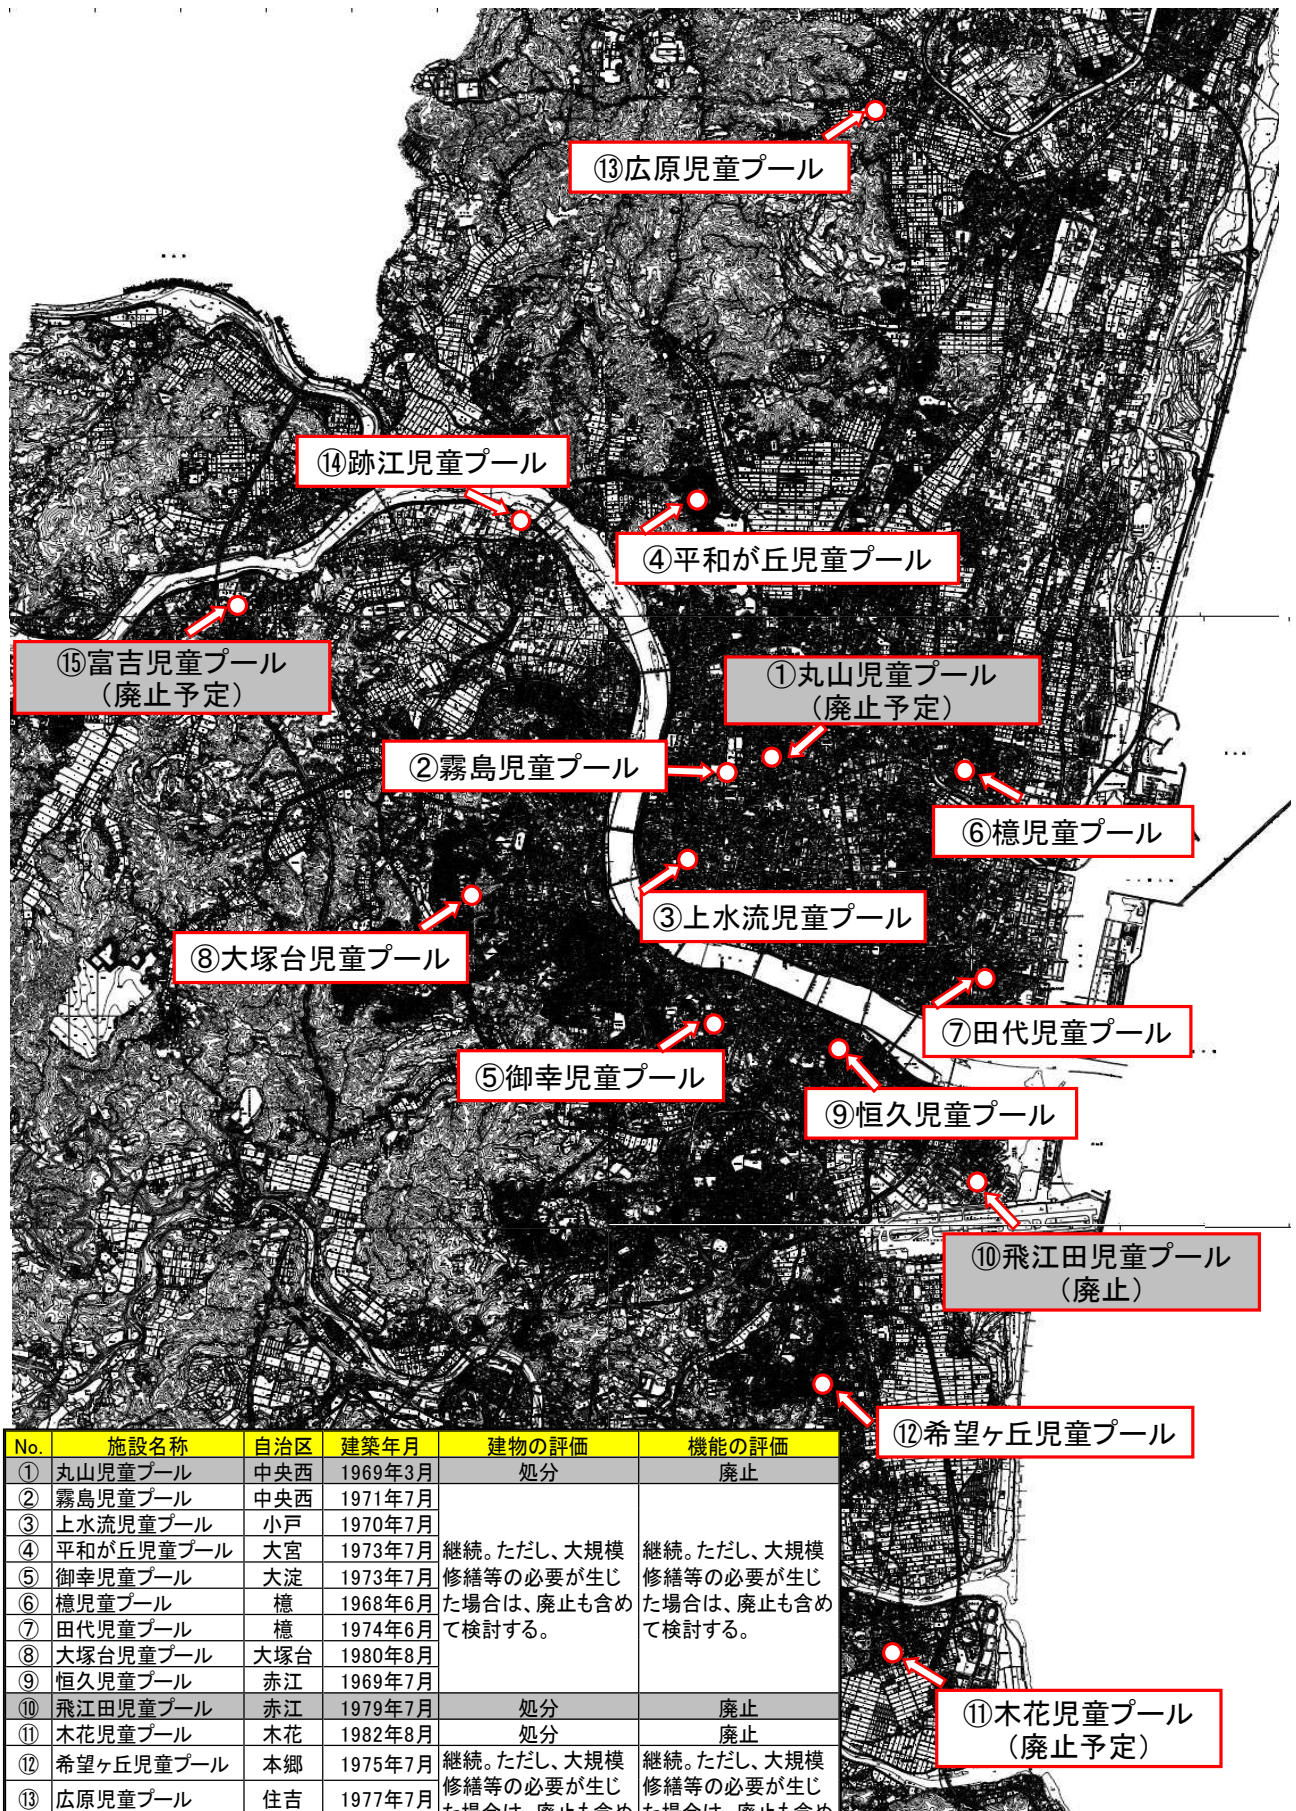 ⑬広原児童プール
⑭跡江児童プール
④平和が丘児童プール
⑮富吉児童プール
(廃止予定)
①丸山児童プール
(廃止予定)
②霧島児童プール
⑥檍児童プール
③上水流児童プール
⑧大塚台児童プール
⑦田代児童プール
⑤御幸児童プール
⑨恒久児童プール
⑩飛江田児童プール
(廃止)
⑫希望ヶ丘児童プール
⑪木花児童プール
(廃止予定)
No. 施設名称 自治区 建築年月 建物の評価 機能の評価
① 丸山児童プール 中央西 1969年3月 処分 廃止
② 霧島児童プール 中央西 1971年7月
③ 上水流児童プール 小戸 1970年7月
④ 平和が丘児童プール 大宮 1973年7月 継続。ただし、大規模 継続。ただし、大規模
⑤ 御幸児童プール 大淀 1973年7月 修繕等の必要が生じ 修繕等の必要が生じ
⑥ 檍児童プール 檍 1968年6月 た場合は、廃止も含め た場合は、廃止も含め
⑦ 田代児童プール 檍 1974年6月 て検討する。 て検討する。
⑧ 大塚台児童プール 大塚台 1980年8月
⑨ 恒久児童プール 赤江 1969年7月
⑩ 飛江田児童プール 赤江 1979年7月 処分 廃止
⑪ 木花児童プール 木花 1982年8月 処分 廃止
⑫ 希望ヶ丘児童プール 本郷 1975年7月 継続。ただし、大規模 継続。ただし、大規模
⑬ 広原児童プール 住吉 1977年7月 修繕等の必要が生じ 修繕等の必要が生じ
た場合は、廃止も含め た場合は、廃止も含め